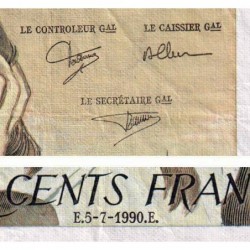 LE CONTROLEUR GAL LE CAISSIER GAL
LE SECRÉTAIRE GAL
CENTS FRAN
E.5-7-1990.E.